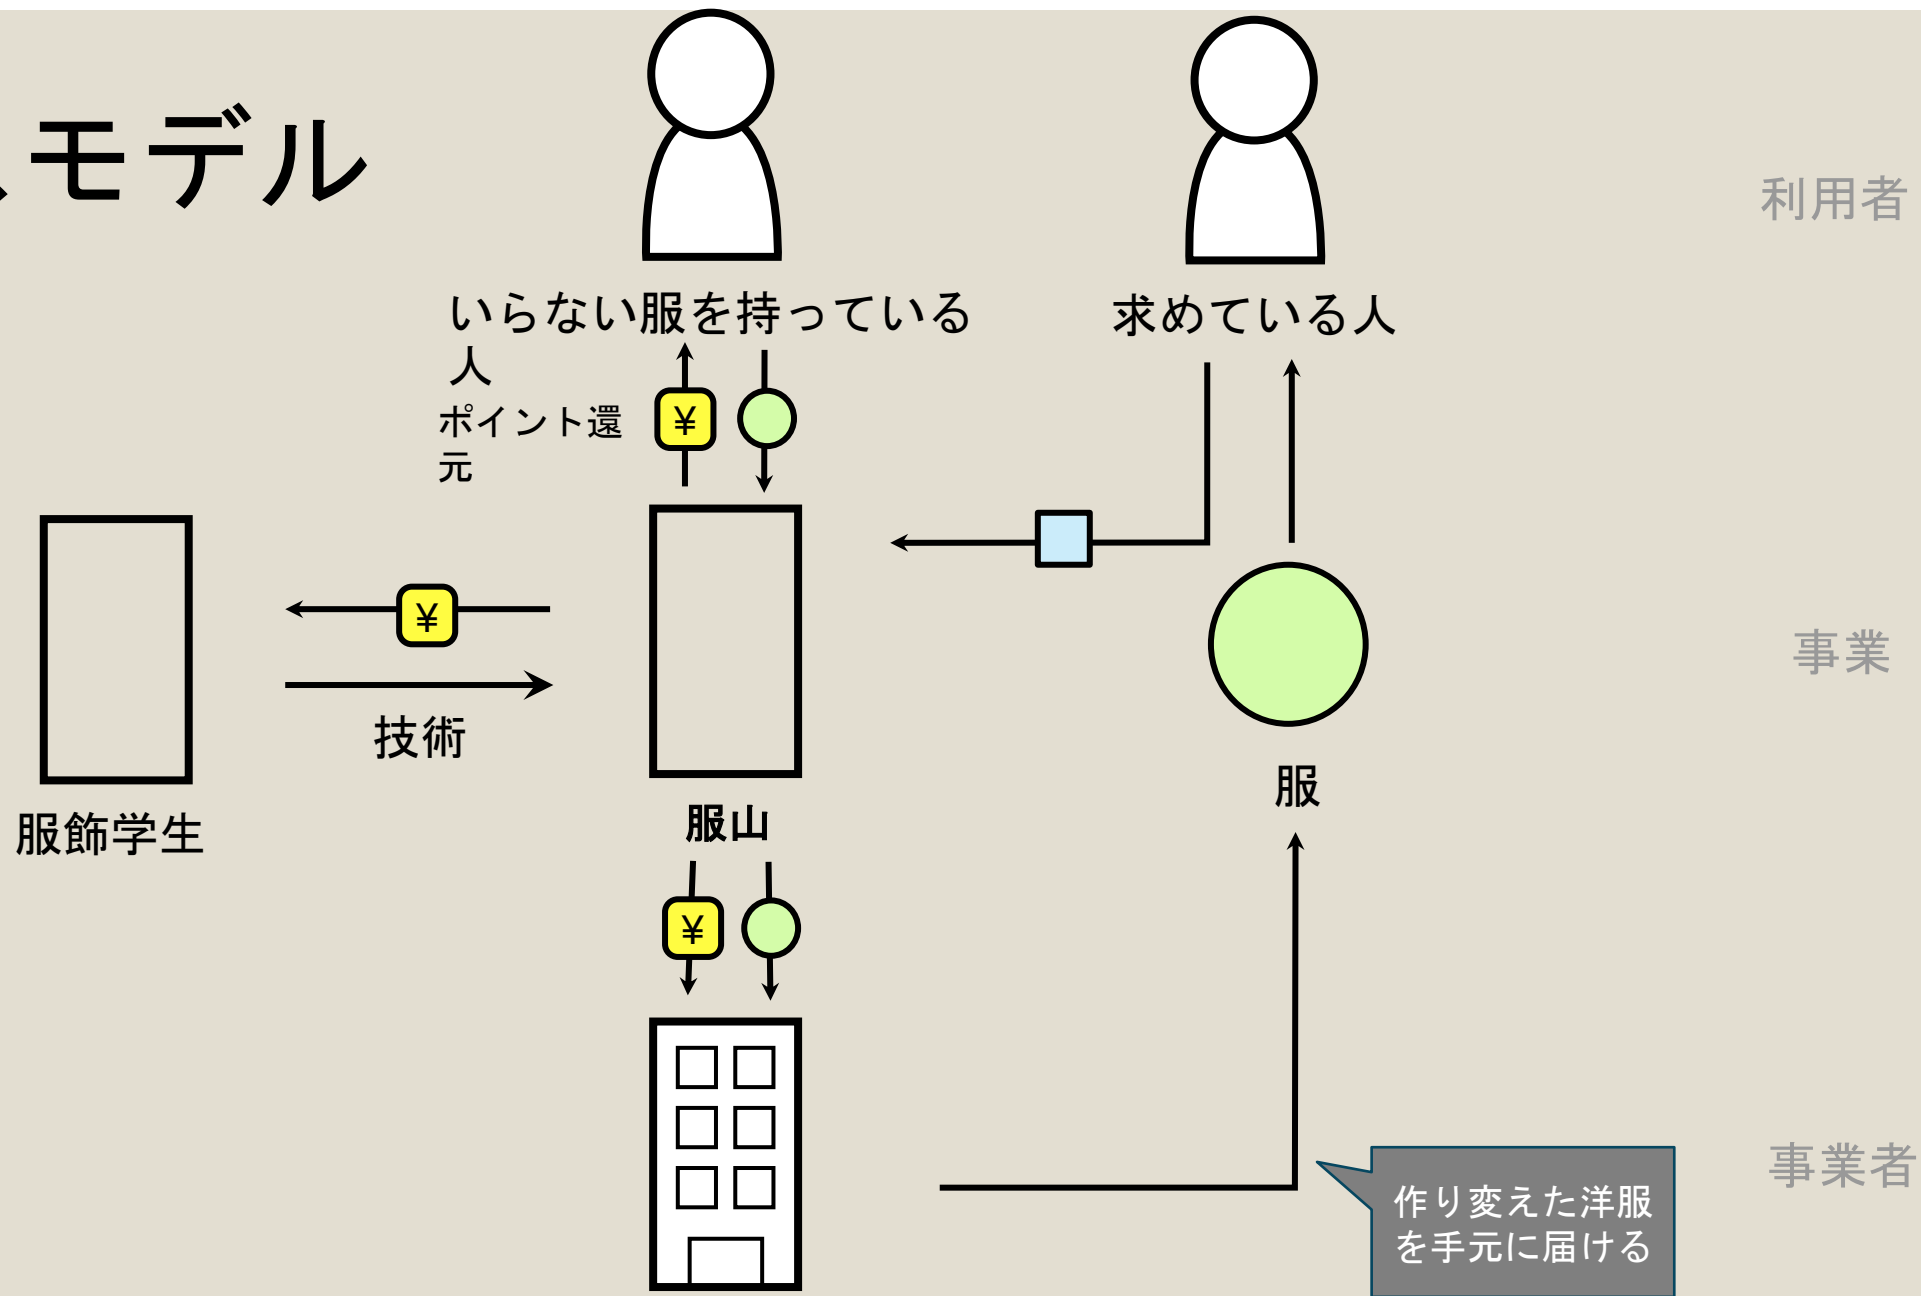 モデル
利用者
いらない服を持っている
人
求めている人
ポイント還
元
¥
¥
事業
技術
服
服飾学生
服山
¥
事業者
作り変えた洋服
を手元に届ける